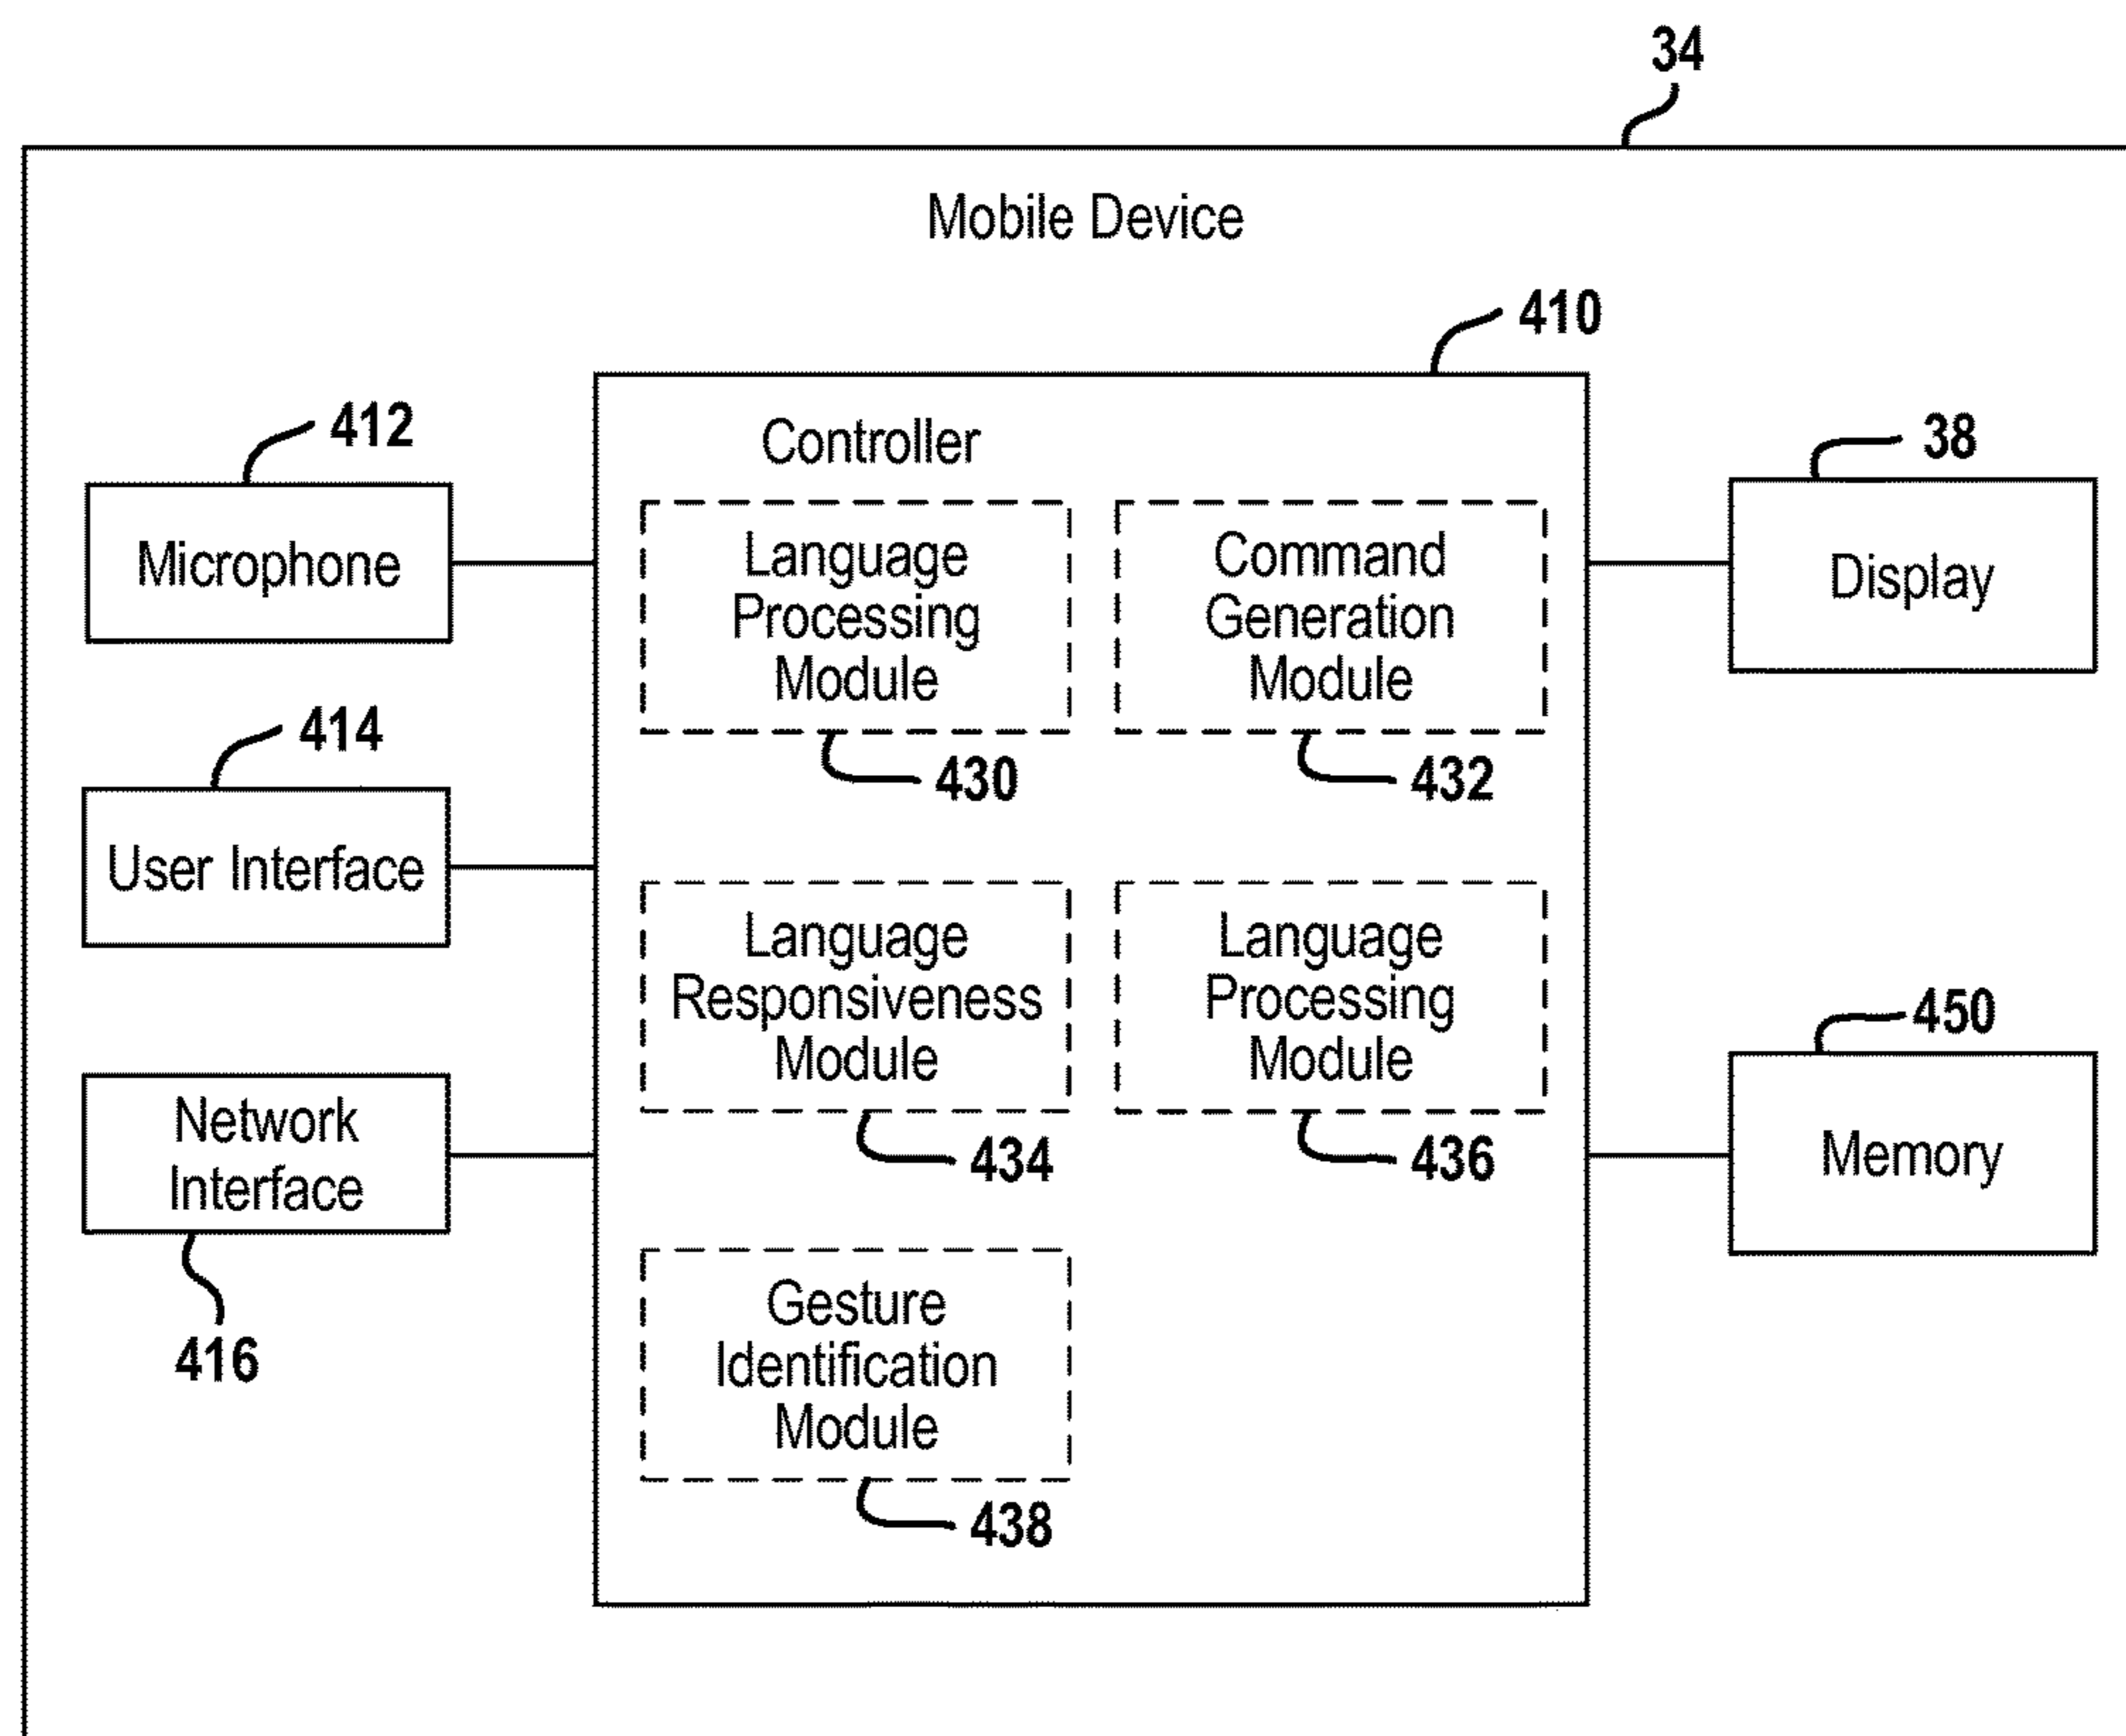 34
Mobile Device
410
412
Controller
38
Microphone
Language
Processing
Module
Command
Generation
Module
Display
414
430
432
User Interface
Language
Responsiveness
Module
Language
Processing
Module
450
Network
Interface
434
436
Memory
416
Gesture
Identification
Module
438